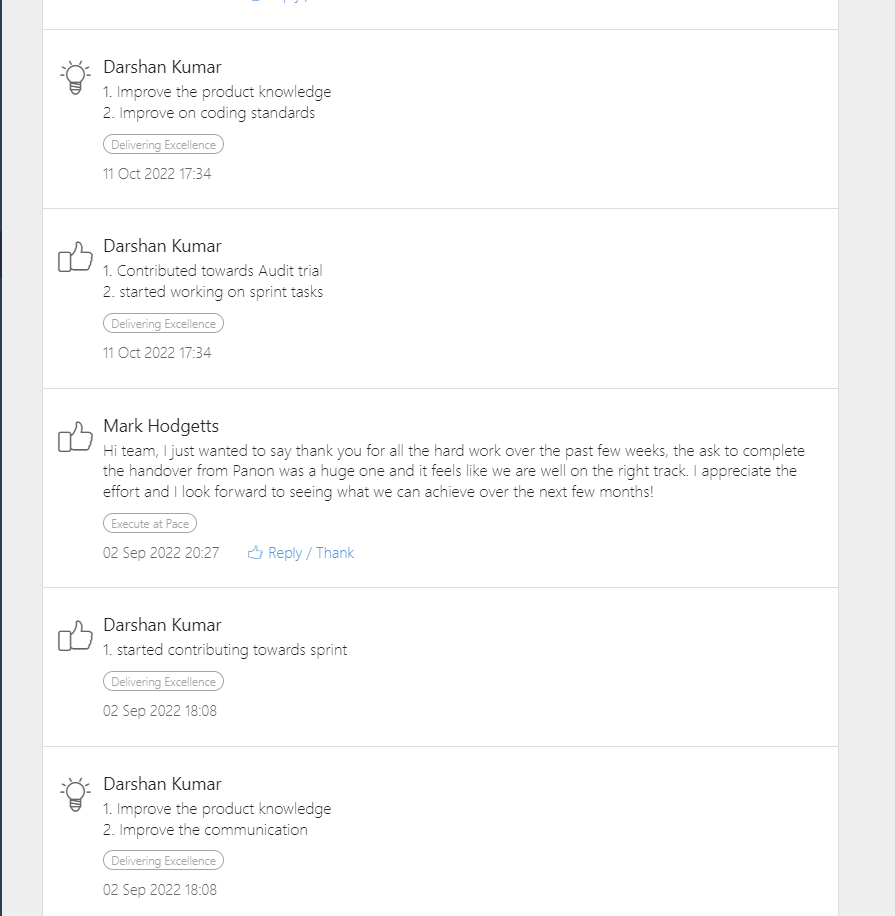 Darshan Kumar
1. Improve the product knowledge
2. Improve on coding standards
Delivering Excellence
11 Oct 2022 17:34
Darshan Kumar
1. Contributed towards Audit trial
2. started working on sprint tasks
Delivering Excellence
11 Oct 2022 17:34
Mark Hodgetts
Hi team, I just wanted to say thank you for all the hard work over the past few weeks, the ask to complete
the handover from Panon was a huge one and it feels like we are well on the right track. I appreciate the
effort and I look forward to seeing what we can achieve over the next few months!
Execute at Pace
02 Sep 2022 20:27 Reply / Thank
Darshan Kumar
1. started contributing towards sprint
Delivering Excellence
02 Sep 2022 18:08
Darshan Kumar
1. Improve the product knowledge
2. Improve the communication
Delivering Excellence
02 Sep 2022 18:08